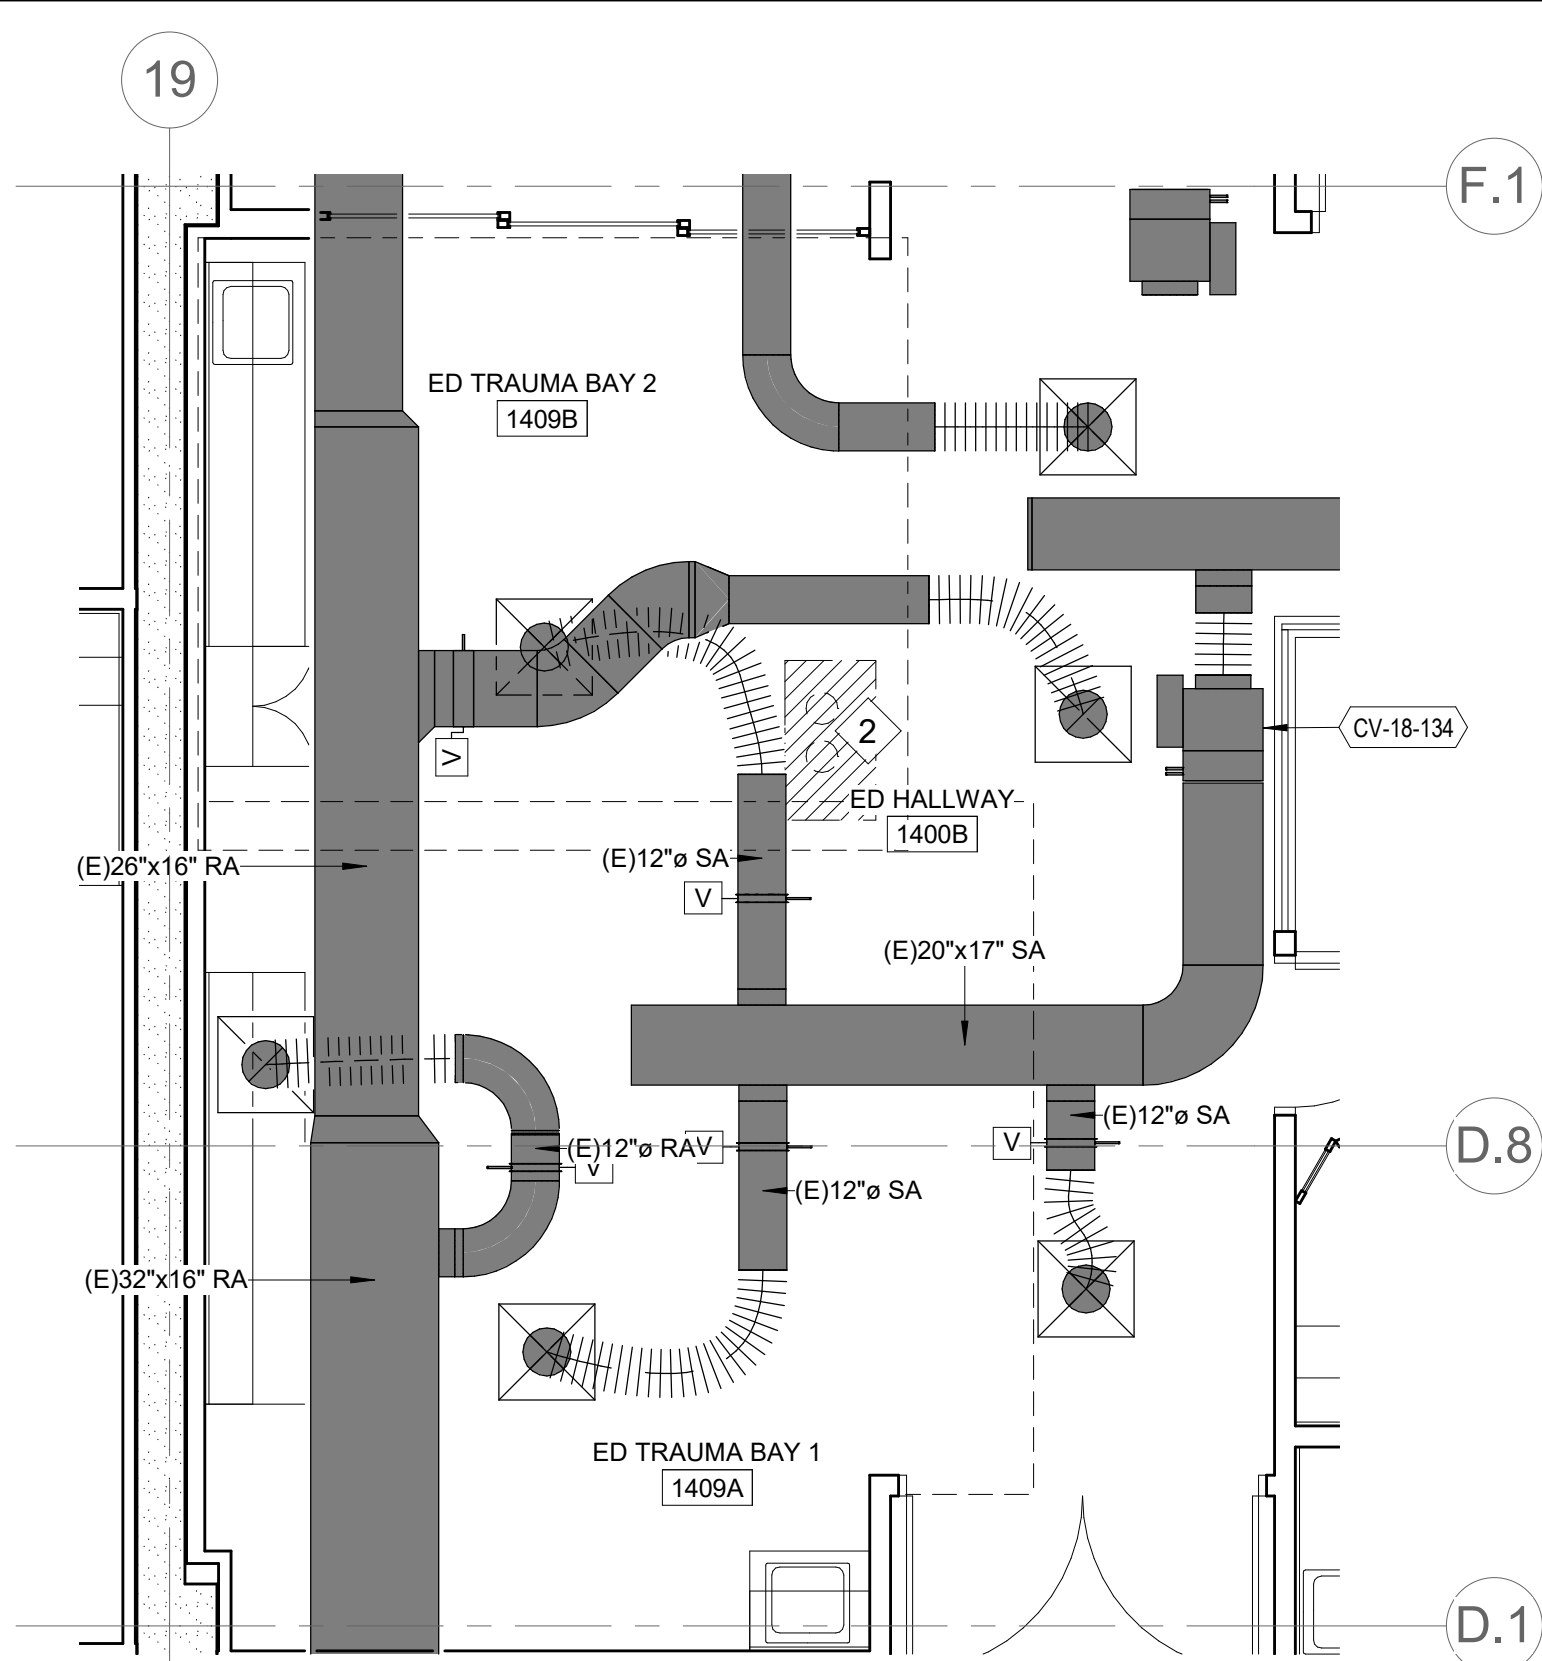 19
F.1
ED TRAUMA BAY 2
1409B
2
CV-18-134
V
ED HALLWAY
1400B
(E)26"x16" RA
(E)12"ø SA
V
(E)20"x17" SA
(E)12"ø SA
V
(E)12"ø RA
V
V
D.8
(E)12"ø SA
(E)32"x16" RA
ED TRAUMA BAY 1
1409A
D.1